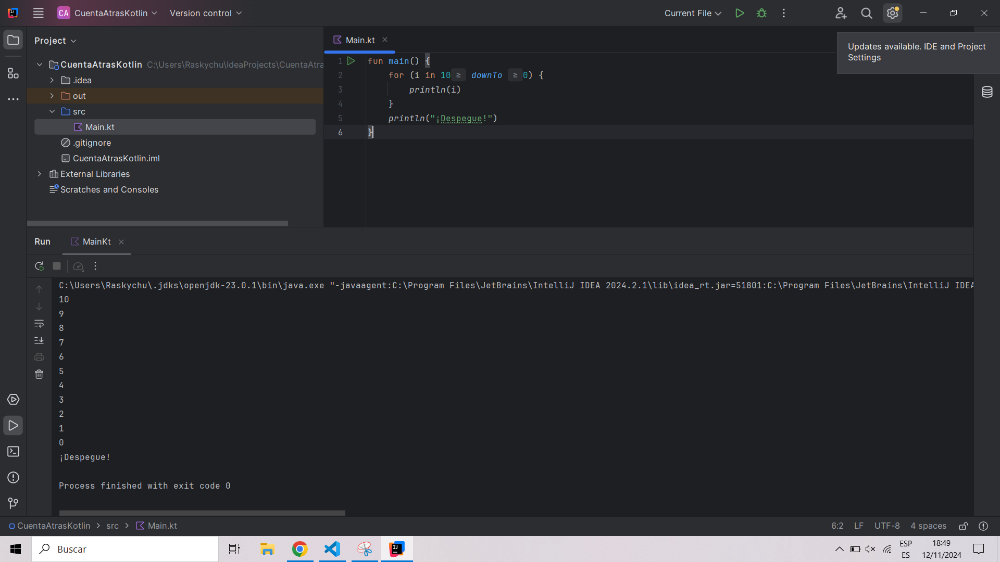 CA CuentaAtrasKotlin Version control Current File
Project
Main.kt
Updates available. IDE and Project
Settings
CuentaAtrasKotlin C:\Users\Raskychu\IdeaProjects\CuentaAtra
.idea
out
src
Main.kt
.gitignore
CuentaAtrasKotlin.iml
External Libraries
Scratches and Consoles
1 fun main() {
2 for (i in 10 ≥ downTo ≥ 0) {
3 println(i)
4 }
5 println("¡Despegue!")
6 }
Run MainKt
C:\Users\Raskychu\.jdks\openjdk-23.0.1\bin\java.exe "-javaagent:C:\Program Files\JetBrains\IntelliJ IDEA 2024.2.1\lib\idea_rt.jar=51801:C:\Program Files\JetBrains\IntelliJ IDEA
10
9
8
7
6
5
4
3
2
1
0
¡Despegue!
Process finished with exit code 0
CuentaAtrasKotlin > src > Main.kt 6:2 LF UTF-8 4 spaces
Buscar
ESP
ES
18:49
12/11/2024